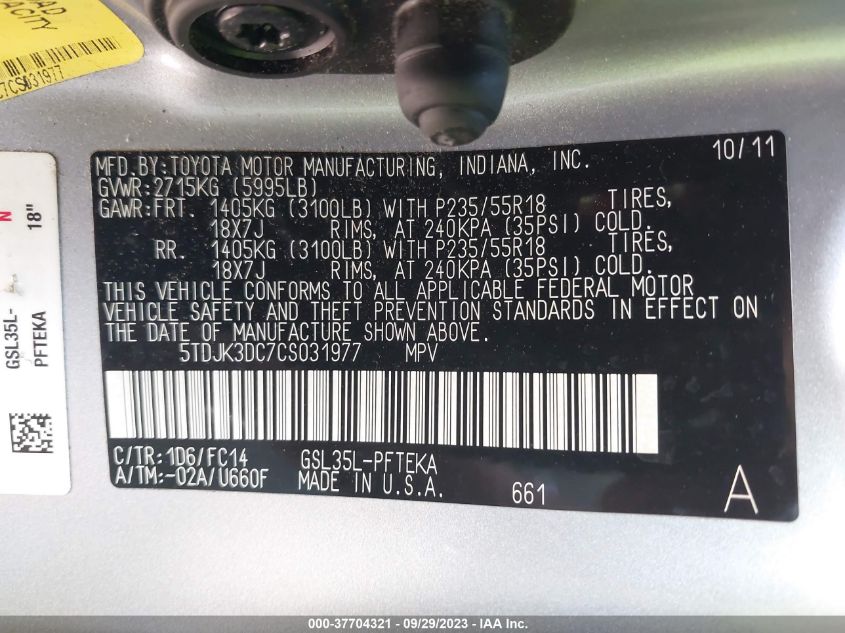 AD
ACITY
7CS031977
18"
N
GSL35L-
PFTEKA
MFD.BY:TOYOTA MOTOR MANUFACTURING, INDIANA, INC. 10/11
GVWR:2715KG (5995LB)
GAWR:FRT. 1405KG (3100LB) WITH P235/55R18 TIRES,
18X7J RIMS, AT 240KPA (35PSI) COLD.
RR. 1405KG (3100LB) WITH P235/55R18 TIRES,
18X7J RIMS, AT 240KPA (35PSI) COLD.
THIS VEHICLE CONFORMS TO ALL APPLICABLE FEDERAL MOTOR
VEHICLE SAFETY AND THEFT PREVENTION STANDARDS IN EFFECT ON
THE DATE OF MANUFACTURE SHOWN ABOVE.
5TDJK3DC7CS031977 MPV
C/TR:1D6/FC14 GSL35L-PFTEKA
A/TM:-02A/U660F MADE IN U.S.A. 661 A
000-37704321 - 09/29/2023 - © IAA Inc.